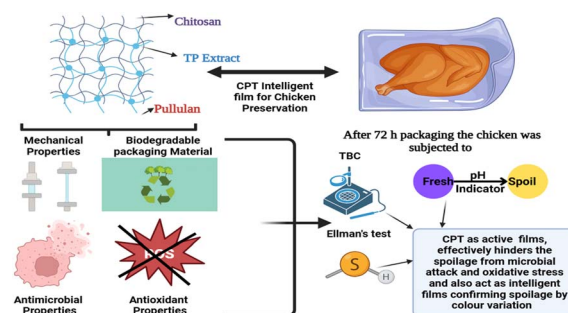 Chitosan
TP Extract
Pullulan
CPT Intelligent
film for Chicken
Preservation
Mechanical
Properties
Biodegradable
packaging Material
Antimicrobial
Properties
ROS
Antioxidant
Properties
After 72 h packaging the chicken was
subjected to
TBC
Ellman's test
S
H
Fresh
pH
Indicator
Spoil
CPT as active films,
effectively hinders the
spoilage from microbial
attack and oxidative stress
and also act as intelligent
films confirming spoilage by
colour variation